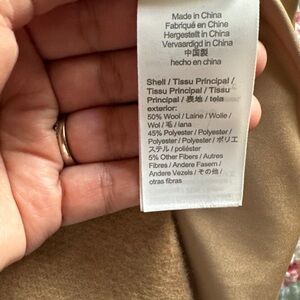 Made in China
Fabriqué en Chine
Hergestellt in China
Vervaardigd in China
中国製
hecho en china
Shell / Tissu Principal /
Tissu Principal / Tissu
Principal / 表地 / tela
exterior:
50% Wool / Laine / Wolle /
Wol / 毛 / lana
45% Polyester / Polyester
/ Polyester / Polyester / ポリエ
ステル / poliéster
5% Other Fibers / Autres
Fibres / Andere Fasern /
Andere Vezels / その他 /
otras fibras